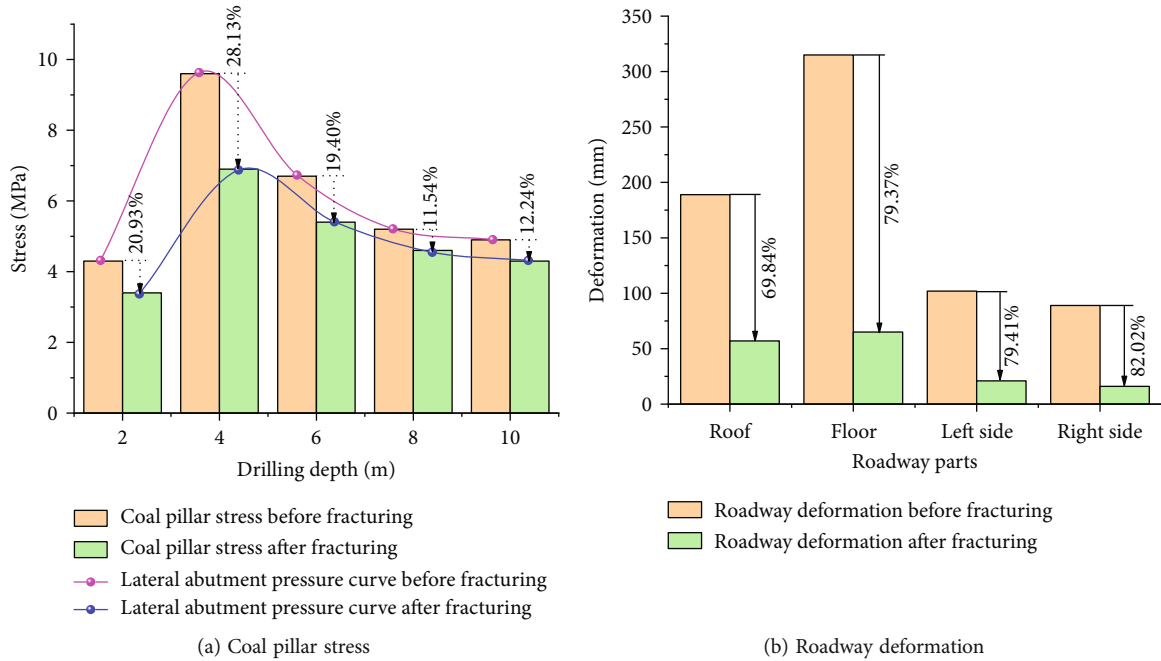 10
8
6
4
2
0
Stress (MPa)
20.93%
28.13%
19.40%
11.54%
12.24%
2
4
6
8
10
Drilling depth (m)
Coal pillar stress before fracturing
Coal pillar stress after fracturing
Lateral abutment pressure curve before fracturing
Lateral abutment pressure curve after fracturing
(a) Coal pillar stress
350
300
250
200
150
100
50
0
Deformation (mm)
69.84%
79.37%
79.41%
82.02%
Roof
Floor
Left side
Right side
Roadway parts
Roadway deformation before fracturing
Roadway deformation after fracturing
(b) Roadway deformation